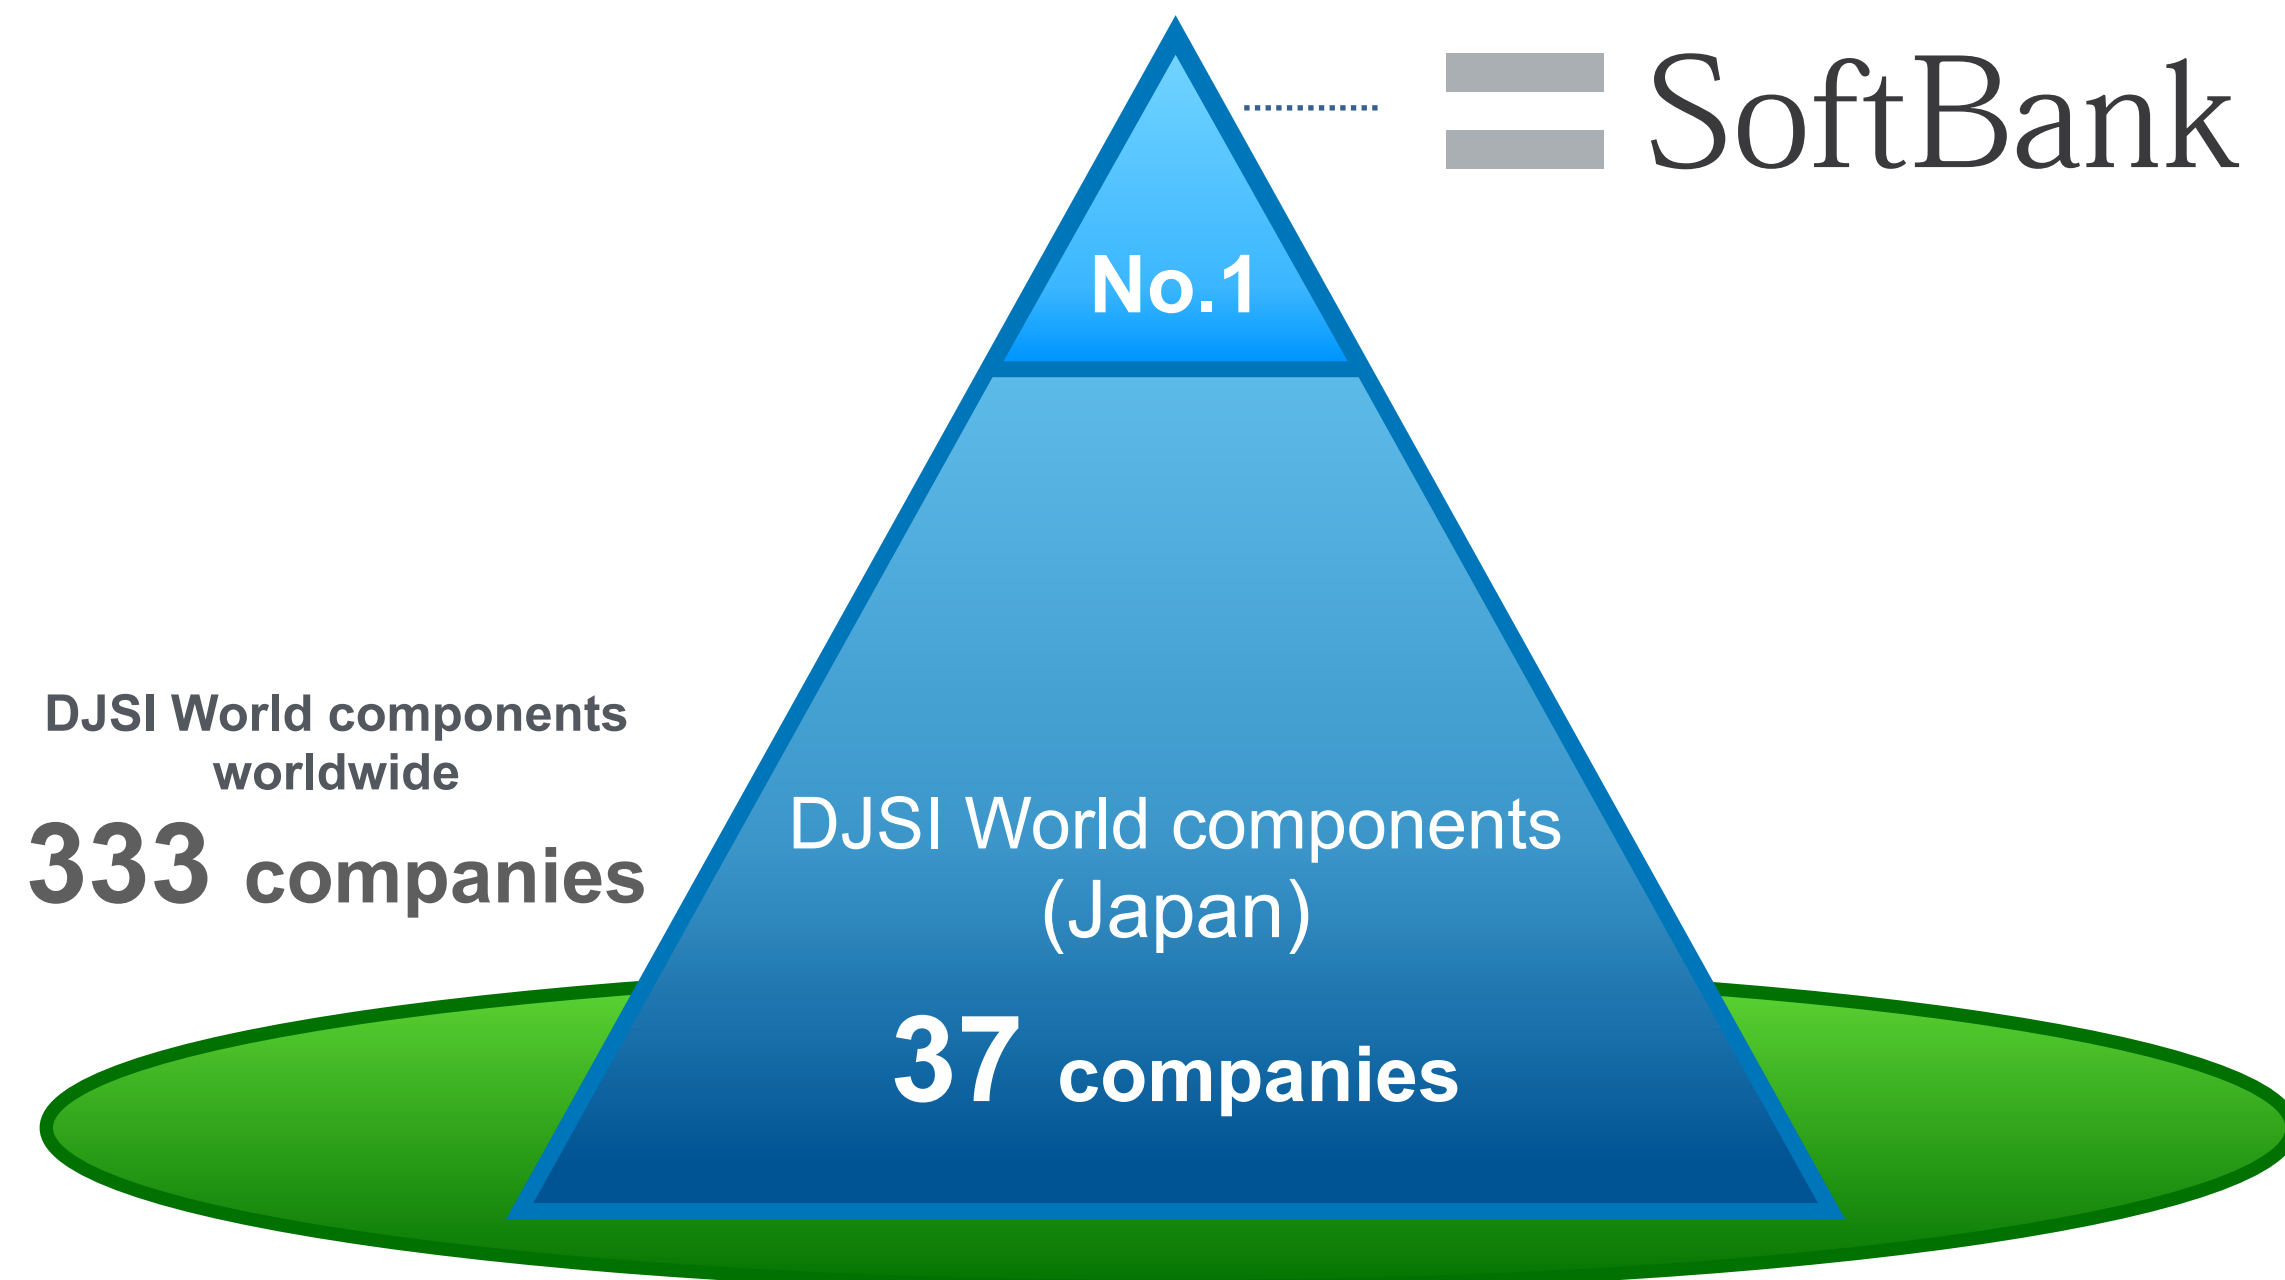 SoftBank
No.1
DJSI World components
worldwide
333 companies
DJSI World components
(Japan)
37 companies